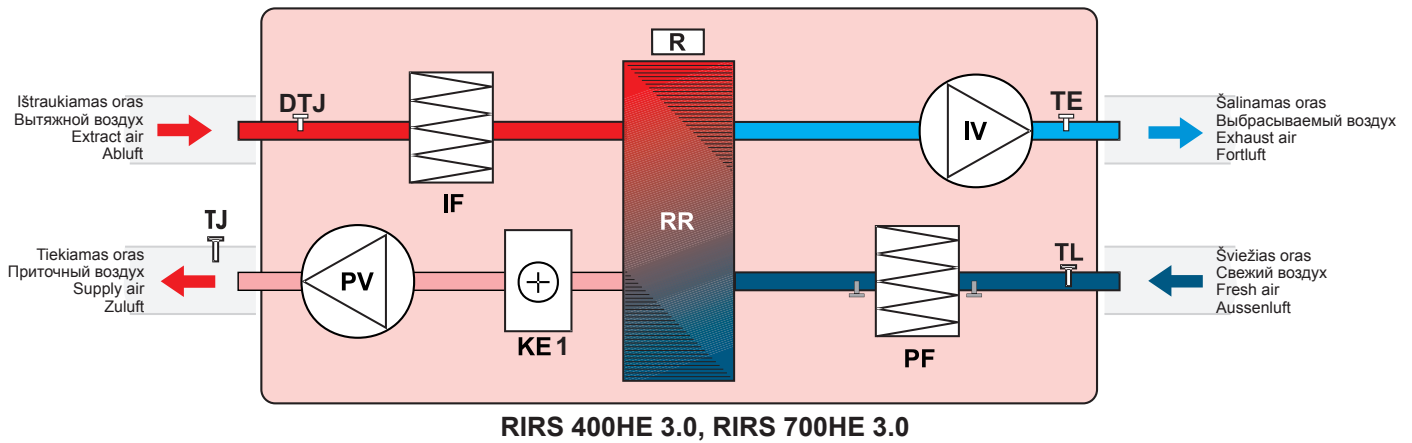 R
Ištraukiamas oras
Вытяжной воздух
Extract air
Abluft
DTJ
IF
IV
TE
Šalinamas oras
Выбрасываемый воздух
Exhaust air
Fortluft
RR
TJ
Tiekiamas oras
Приточный воздух
Supply air
Zuluft
PV
KE 1
PF
TL
Šviežias oras
Свежий воздух
Fresh air
Aussenluft
RIRS 400HE 3.0, RIRS 700HE 3.0